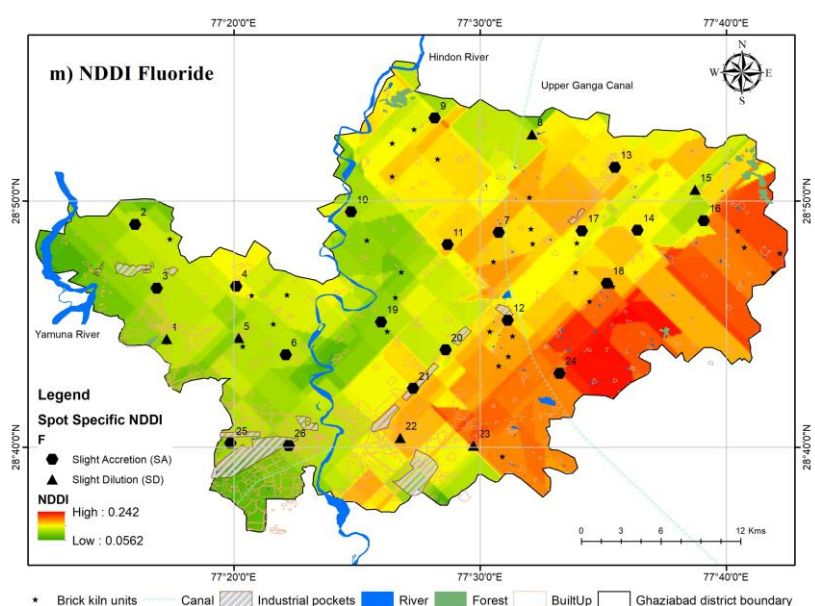 77°20'0"E 77°30'0"E 77°40'0"E
m) NDDI Fluoride
Hindon River
Upper Ganga Canal
N
W E
S
28°50'0"N 28°50'0"N
28°40'0"N 28°40'0"N
Yamuna River
9
8
13
15
2
10
16
11
7
17
14
3
4
18
19
12
1
5
6
20
24
21
22
23
25
26
Legend
Spot Specific NDDI
F
Slight Accretion (SA)
Slight Dilution (SD)
NDDI
High : 0.242
Low : 0.0562
0 3 6 9 12 Kms
77°20'0"E 77°30'0"E 77°40'0"E
Brick kiln units Canal Industrial pockets River Forest BuiltUp Ghaziabad district boundary